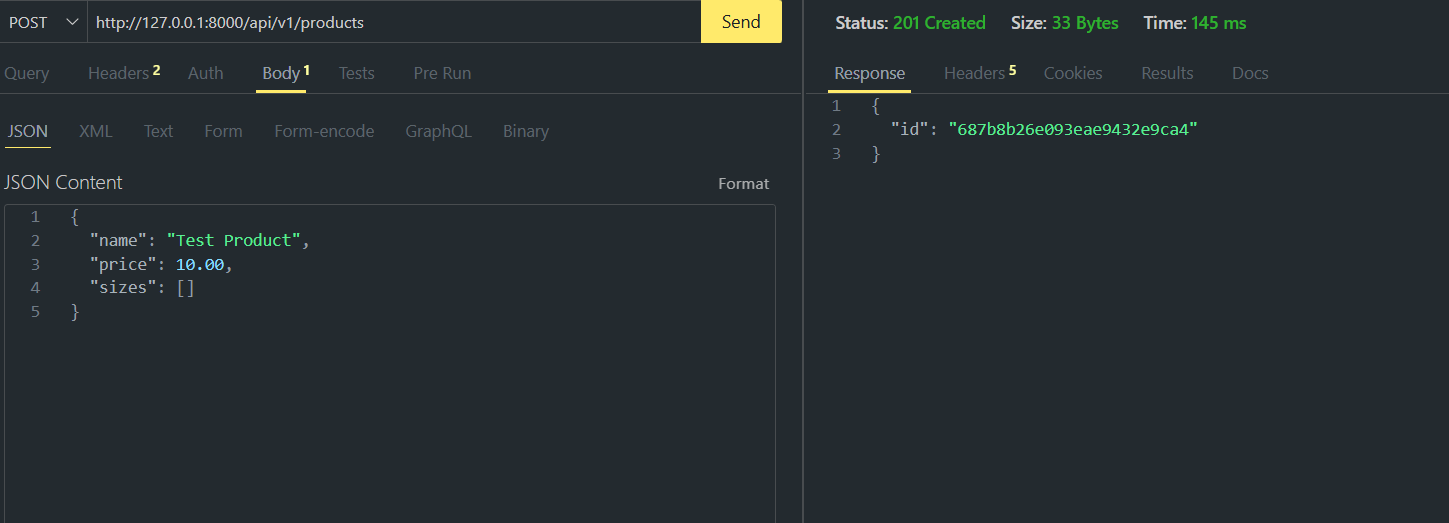 POST http://127.0.0.1:8000/api/v1/products Send
Query Headers 2 Auth Body 1 Tests Pre Run
JSON XML Text Form Form-encode GraphQL Binary
JSON Content Format
1 {
2 "name": "Test Product",
3 "price": 10.00,
4 "sizes": []
5 }
Status: 201 Created Size: 33 Bytes Time: 145 ms
Response Headers 5 Cookies Results Docs
1 {
2 "id": "687b8b26e093eae9432e9ca4"
3 }